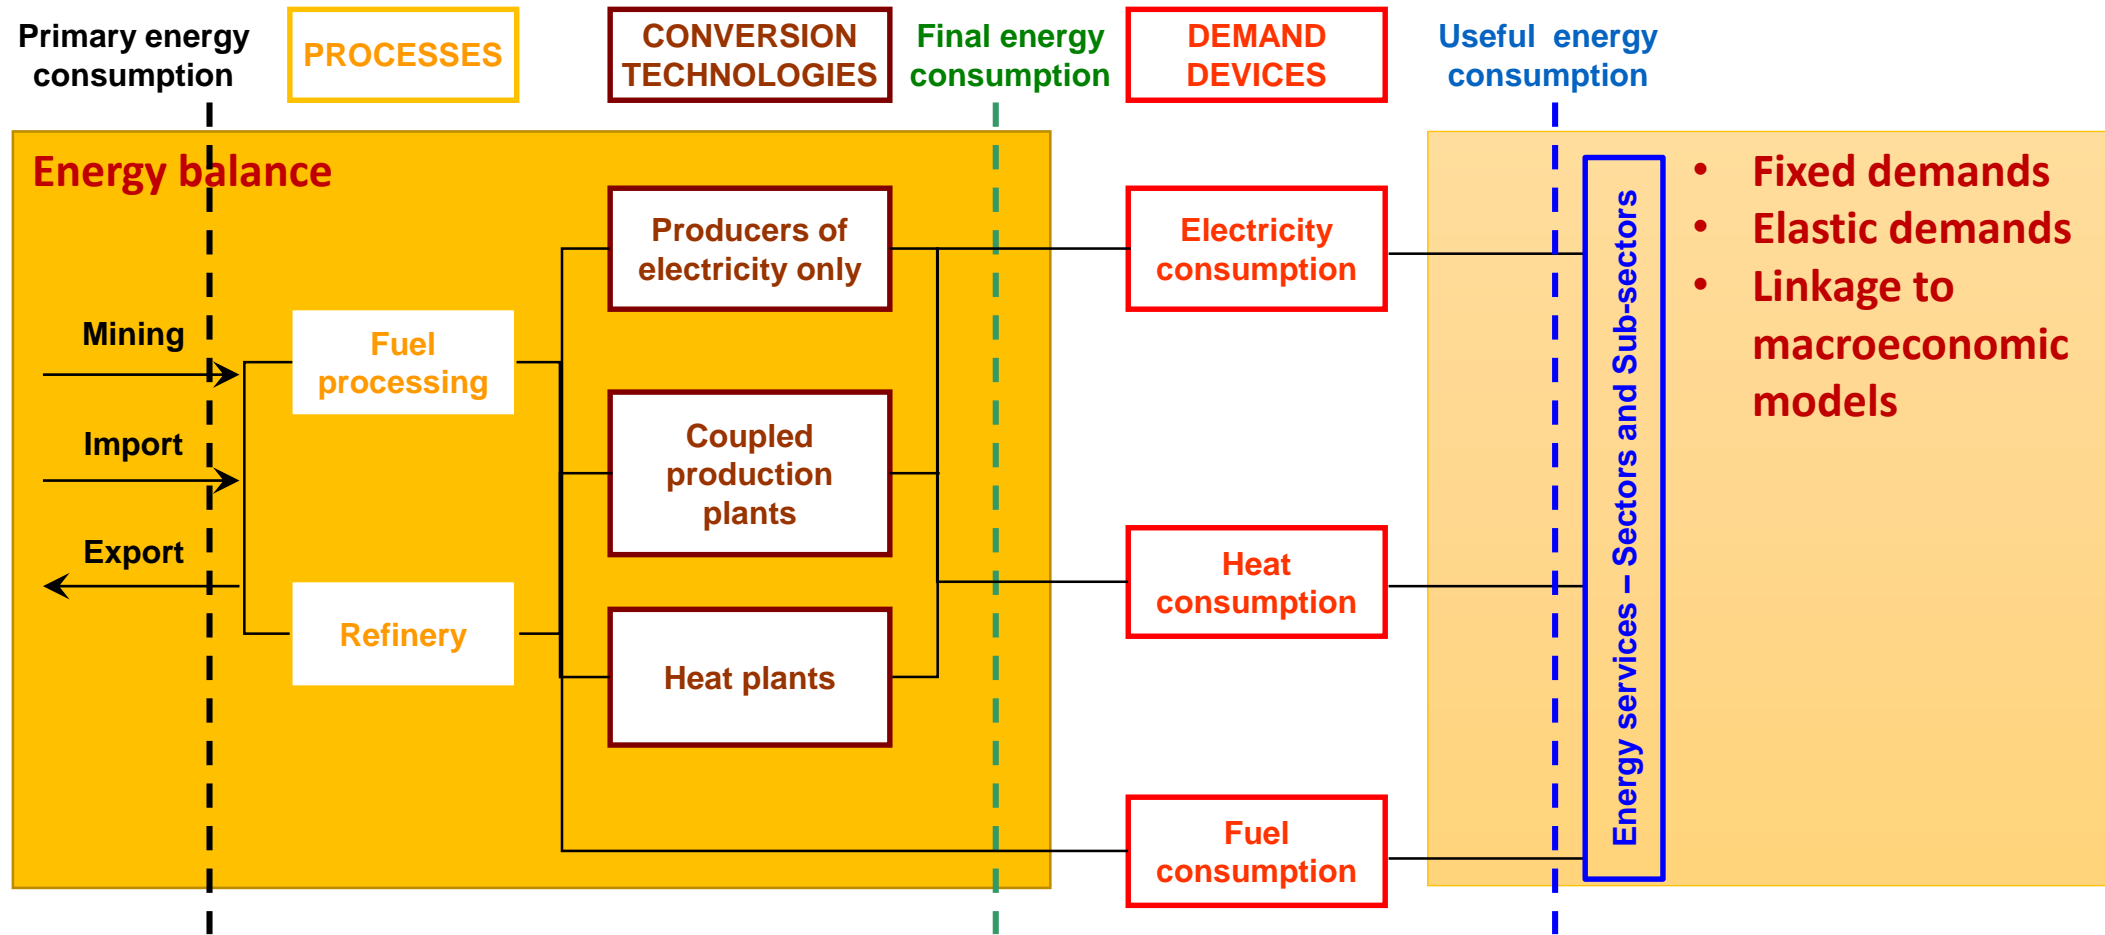 Primary energy
consumption
PROCESSES
CONVERSION
TECHNOLOGIES
Final energy
consumption
DEMAND
DEVICES
Useful energy
consumption
Energy balance
Mining
Import
Export
Fuel
processing
Refinery
Producers of
electricity only
Coupled
production
plants
Heat plants
Electricity
consumption
Heat
consumption
Fuel
consumption
Energy services – Sectors and Sub-sectors
• Fixed demands
• Elastic demands
• Linkage to
macroeconomic
models